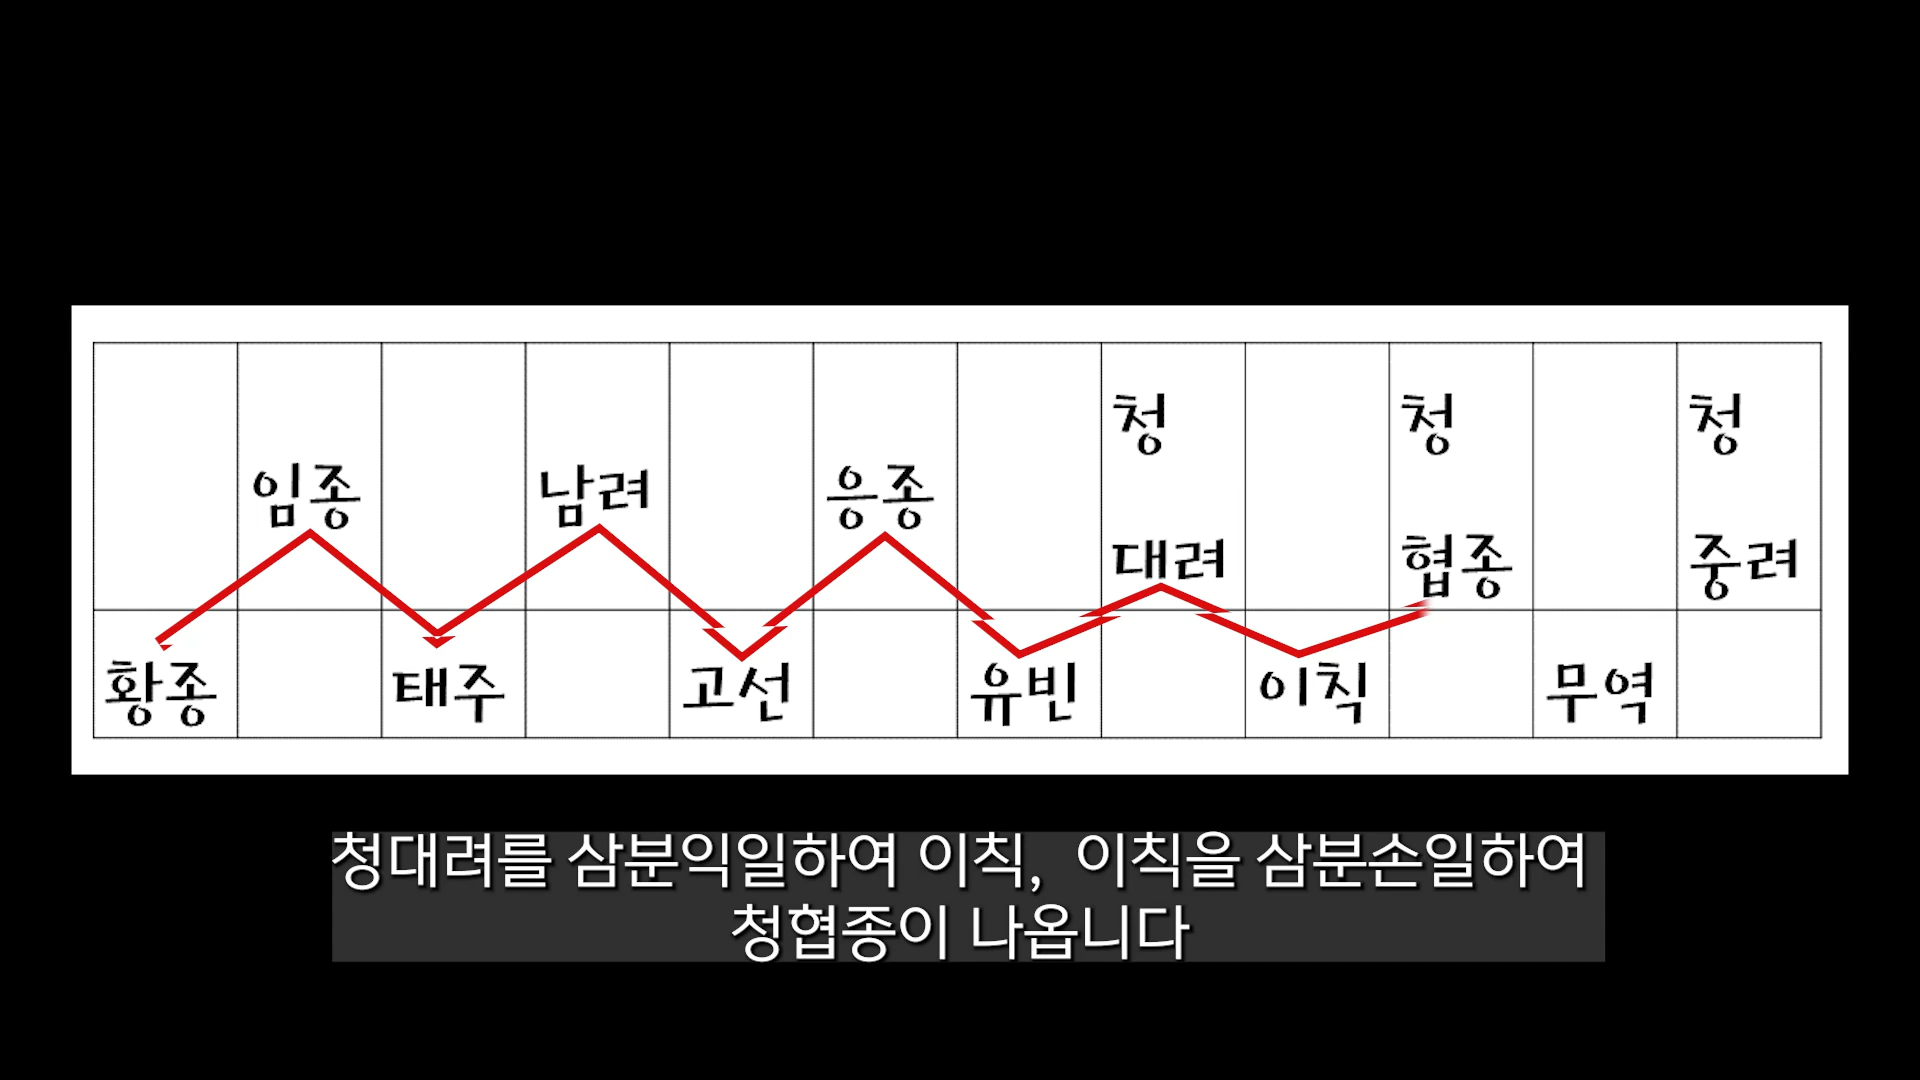 청 청 청
임종 남려 응종
대려 협종 중려
황종 태주 고선 유빈 이칙 무역
청대려를 삼분익일하여 이칙, 이칙을 삼분손일하여
청협종이 나옵니다